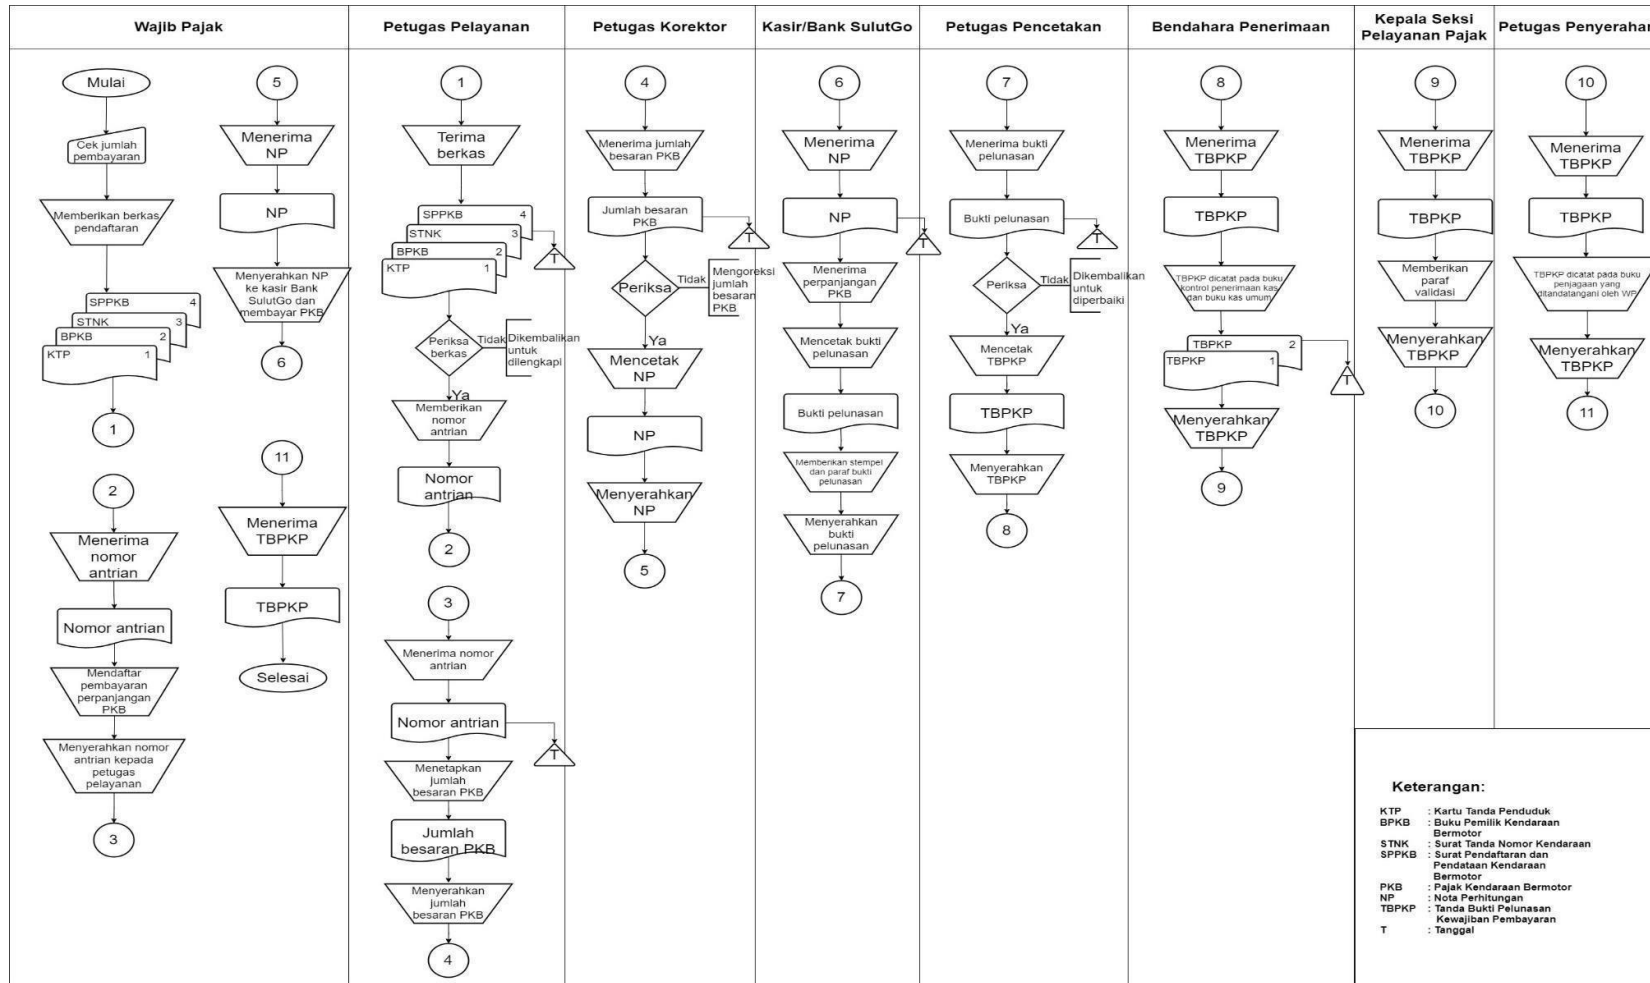 Wajib Pajak
Petugas Pelayanan
Petugas Korektor
Kasir/Bank SulutGo
Petugas Pencetakan
Bendahara Penerimaan
Kepala Seksi
Pelayanan Pajak
Petugas Penyerahan
Mulai
Cek jumlah
pembayaran
Memberikan berkas
pendaftaran
SPPKB 4
STNK 3
BPKB 2
KTP 1
1
2
Menerima
nomor
antrian
Nomor antrian
Mendaftar
pembayaran
perpanjangan
PKB
Menyerahkan nomor
antrian kepada
petugas
pelayanan
3
5
Menerima
NP
NP
Menyerahkan NP
ke kasir Bank
SulutGo dan
membayar PKB
6
11
Menerima
TBPKP
TBPKP
Selesai
1
Terima
berkas
SPPKB 4
STNK 3
BPKB 2
KTP 1
T
Periksa
berkas
Tidak
Dikembalikan
untuk
dilengkapi
Ya
Memberikan
nomor
antrian
Nomor
antrian
2
3
Menerima nomor
antrian
Nomor antrian
T
Menetapkan
jumlah
besaran PKB
Jumlah
besaran PKB
Menyerahkan
jumlah
besaran PKB
4
4
Menerima jumlah
besaran PKB
Jumlah besaran
PKB
T
Periksa
Tidak
Mengoreksi
jumlah
besaran
PKB
Ya
Mencetak
NP
NP
Menyerahkan
NP
5
6
Menerima
NP
NP
T
Menerima
perpanjangan
PKB
Mencetak bukti
pelunasan
Bukti pelunasan
Memberikan stempel
dan paraf bukti
pelunasan
Menyerahkan
bukti
pelunasan
7
7
Menerima bukti
pelunasan
Bukti pelunasan
T
Periksa
Tidak
Dikembalikan
untuk
diperbaiki
Ya
Mencetak
TBPKP
TBPKP
Menyerahkan
TBPKP
8
8
Menerima
TBPKP
TBPKP
TBPKP dicatat pada buku
kontrol penerimaan kas
dan buku kas umum
TBPKP 2
TBPKP 1
T
Menyerahkan
TBPKP
9
9
Menerima
TBPKP
TBPKP
Memberikan
paraf
validasi
Menyerahkan
TBPKP
10
10
Menerima
TBPKP
TBPKP
TBPKP dicatat pada buku
penjagaan yang
ditandatangani oleh WP
Menyerahkan
TBPKP
11
Keterangan:
KTP : Kartu Tanda Penduduk
BPKB : Buku Pemilik Kendaraan
Bermotor
STNK : Surat Tanda Nomor Kendaraan
SPPKB : Surat Pendaftaran dan
Pendataan Kendaraan
Bermotor
PKB : Pajak Kendaraan Bermotor
NP : Nota Perhitungan
TBPKP : Tanda Bukti Pelunasan
Kewajiban Pembayaran
T : Tanggal